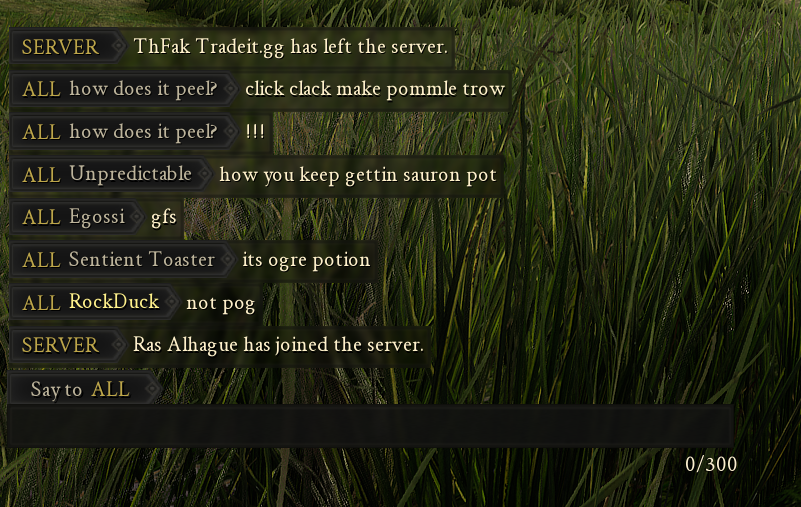 SERVER ThFak Tradeit.gg has left the server.
ALL how does it peel? click clack make pommle trow
ALL how does it peel? !!!
ALL Unpredictable how you keep gettin sauron pot
ALL Egossi gfs
ALL Sentient Toaster its ogre potion
ALL RockDuck not pog
SERVER Ras Alhague has joined the server.
Say to ALL
0/300